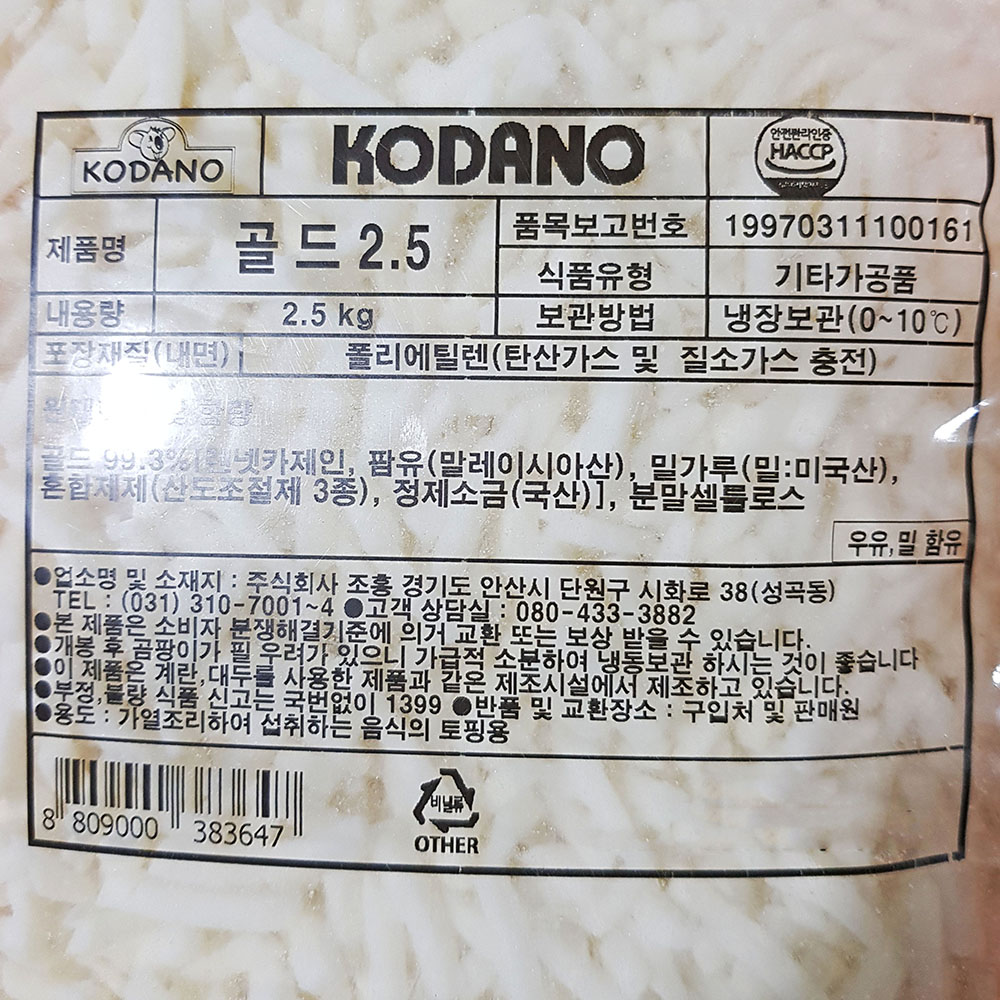 KODANO
KODANO
안전관리인증
HACCP
제품명
골드 2.5
품목보고번호
19970311100161
식품유형
기타가공품
내용량
2.5 kg
보관방법
냉장보관(0~10℃)
포장재질(내면)
폴리에틸렌(탄산가스 및 질소가스 충전)
함량
골드 99.3%[렌넷카제인, 팜유(말레이시아산), 밀가루(밀:미국산),
혼합제제(산도조절제 3종), 정제소금(국산)], 분말셀룰로스
우유,밀 함유
●업소명 및 소재지 : 주식회사 조흥 경기도 안산시 단원구 시화로 38(성곡동)
TEL : (031) 310-7001~4 ●고객 상담실 : 080-433-3882
●본 제품은 소비자 분쟁해결기준에 의거 교환 또는 보상 받을 수 있습니다.
●개봉 후 곰팡이가 필 우려가 있으니 가급적 소분하여 냉동보관 하시는 것이 좋습니다
●이 제품은 계란,대두를 사용한 제품과 같은 제조시설에서 제조하고 있습니다.
●부정,불량 식품 신고는 국번없이 1399 ●반품 및 교환장소 : 구입처 및 판매원
●용도 : 가열조리하여 섭취하는 음식의 토핑용
8 809000 383647
비닐류
OTHER